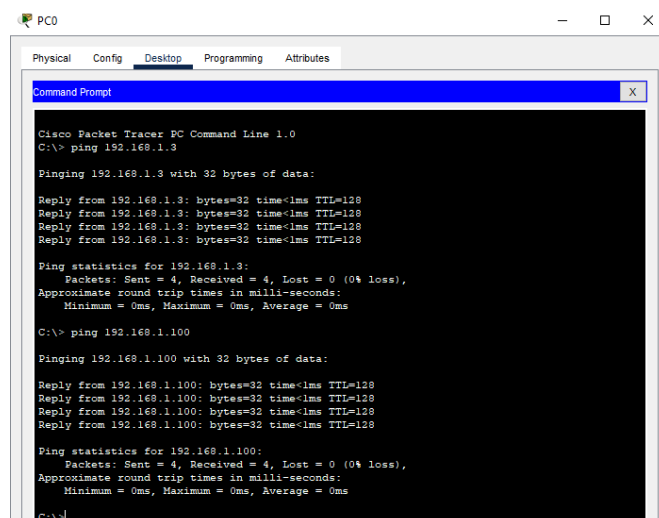 PC0
Physical Config Desktop Programming Attributes
Command Prompt X
Cisco Packet Tracer PC Command Line 1.0
C:\> ping 192.168.1.3
Pinging 192.168.1.3 with 32 bytes of data:
Reply from 192.168.1.3: bytes=32 time<1ms TTL=128
Reply from 192.168.1.3: bytes=32 time<1ms TTL=128
Reply from 192.168.1.3: bytes=32 time<1ms TTL=128
Reply from 192.168.1.3: bytes=32 time<1ms TTL=128
Ping statistics for 192.168.1.3:
Packets: Sent = 4, Received = 4, Lost = 0 (0% loss),
Approximate round trip times in milli-seconds:
Minimum = 0ms, Maximum = 0ms, Average = 0ms
C:\> ping 192.168.1.100
Pinging 192.168.1.100 with 32 bytes of data:
Reply from 192.168.1.100: bytes=32 time<1ms TTL=128
Reply from 192.168.1.100: bytes=32 time<1ms TTL=128
Reply from 192.168.1.100: bytes=32 time<1ms TTL=128
Reply from 192.168.1.100: bytes=32 time<1ms TTL=128
Ping statistics for 192.168.1.100:
Packets: Sent = 4, Received = 4, Lost = 0 (0% loss),
Approximate round trip times in milli-seconds:
Minimum = 0ms, Maximum = 0ms, Average = 0ms
C:\>